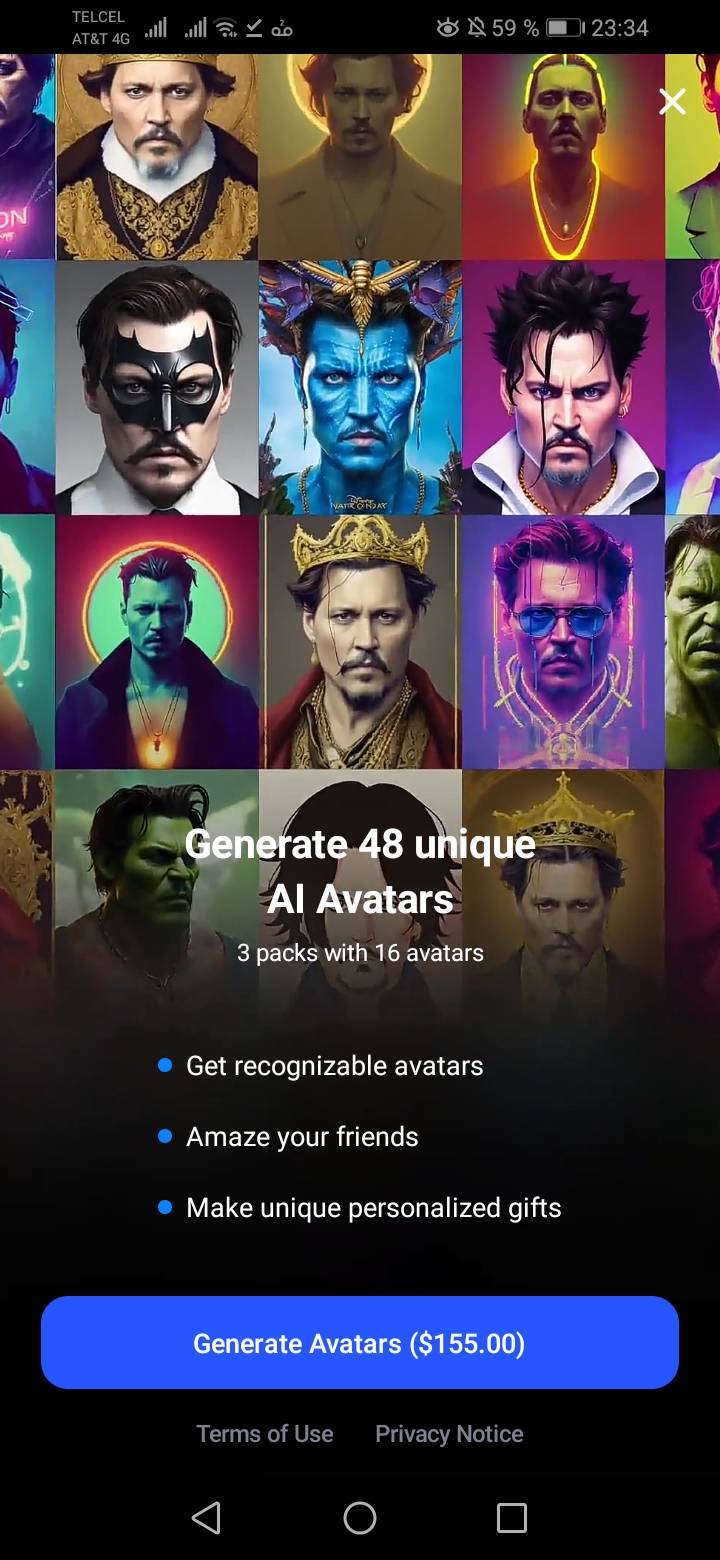 TELCEL
AT&T 4G
59 %
23:34
ON
Generate 48 unique
AI Avatars
3 packs with 16 avatars
Get recognizable avatars
Amaze your friends
Make unique personalized gifts
Generate Avatars ($155.00)
Terms of Use Privacy Notice